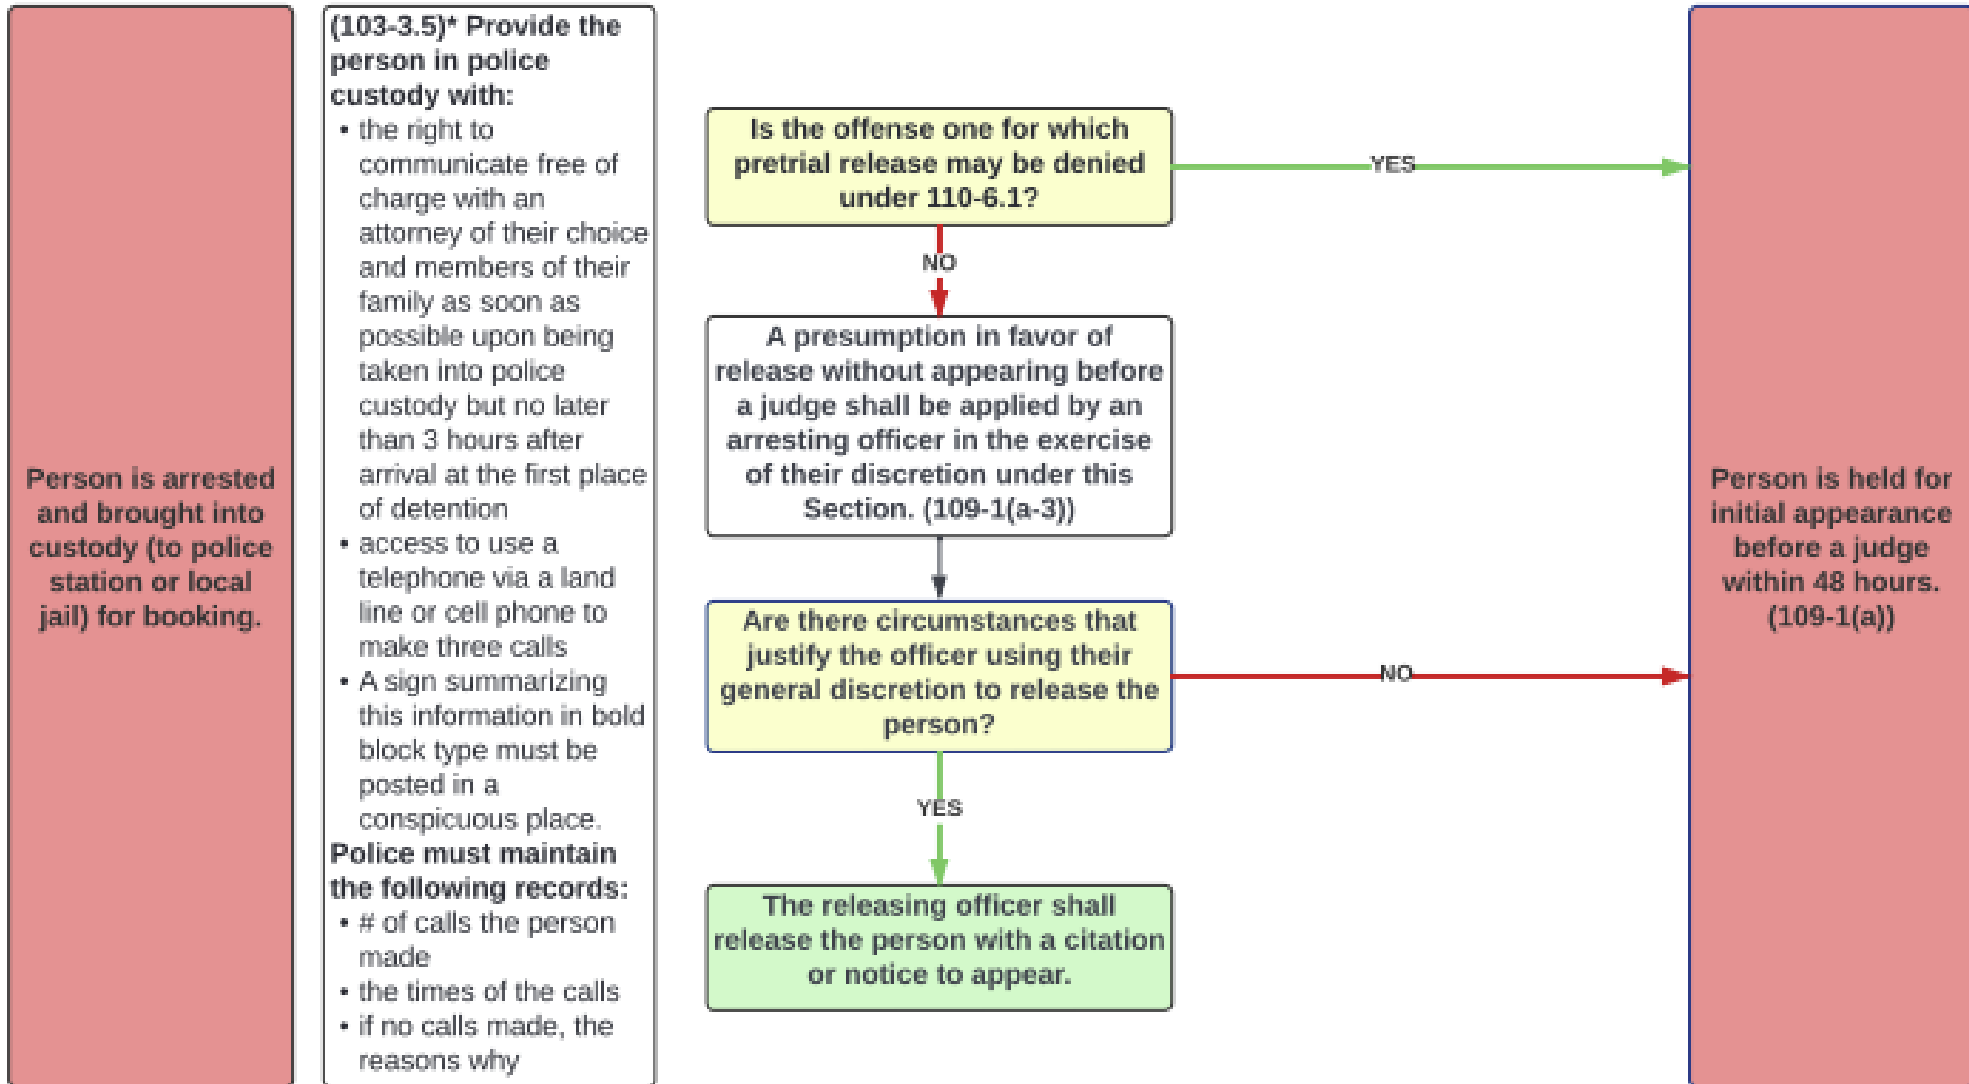 Person is arrested
and brought into
custody (to police
station or local
jail) for booking.
(103-3.5)* Provide the
person in police
custody with:
• the right to
communicate free of
charge with an
attorney of their choice
and members of their
family as soon as
possible upon being
taken into police
custody but no later
than 3 hours after
arrival at the first place
of detention
• access to use a
telephone via a land
line or cell phone to
make three calls
• A sign summarizing
this information in bold
block type must be
posted in a
conspicuous place.
Police must maintain
the following records:
• # of calls the person
made
• the times of the calls
• if no calls made, the
reasons why
Is the offense one for which
pretrial release may be denied
under 110-6.1?
YES
NO
A presumption in favor of
release without appearing before
a judge shall be applied by an
arresting officer in the exercise
of their discretion under this
Section. (109-1(a-3))
Are there circumstances that
justify the officer using their
general discretion to release the
person?
NO
YES
The releasing officer shall
release the person with a citation
or notice to appear.
Person is held for
initial appearance
before a judge
within 48 hours.
(109-1(a))